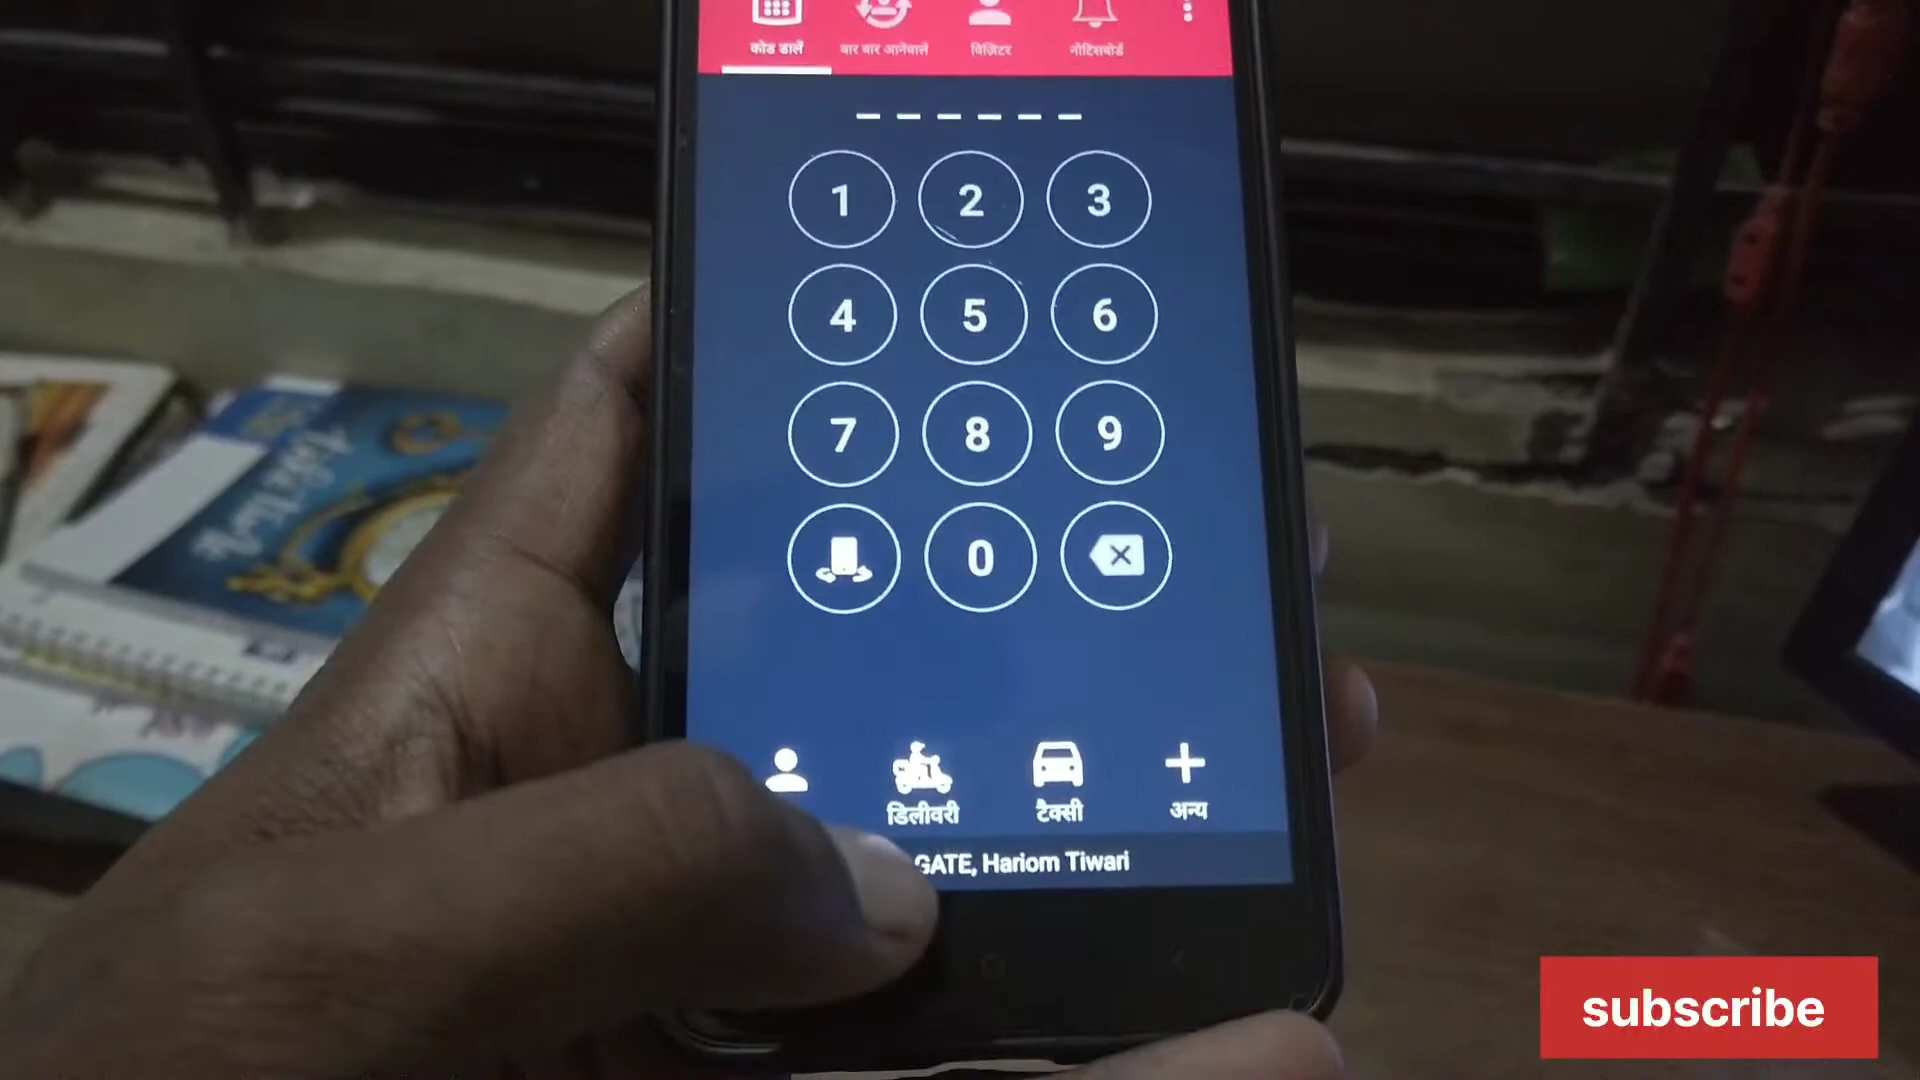 कोड डालें
बार बार आनेवाले
विज़िटर
नोटिसबोर्ड
1 2 3
4 5 6
7 8 9
0
डिलीवरी
टैक्सी
अन्य
GATE, Hariom Tiwari
subscribe